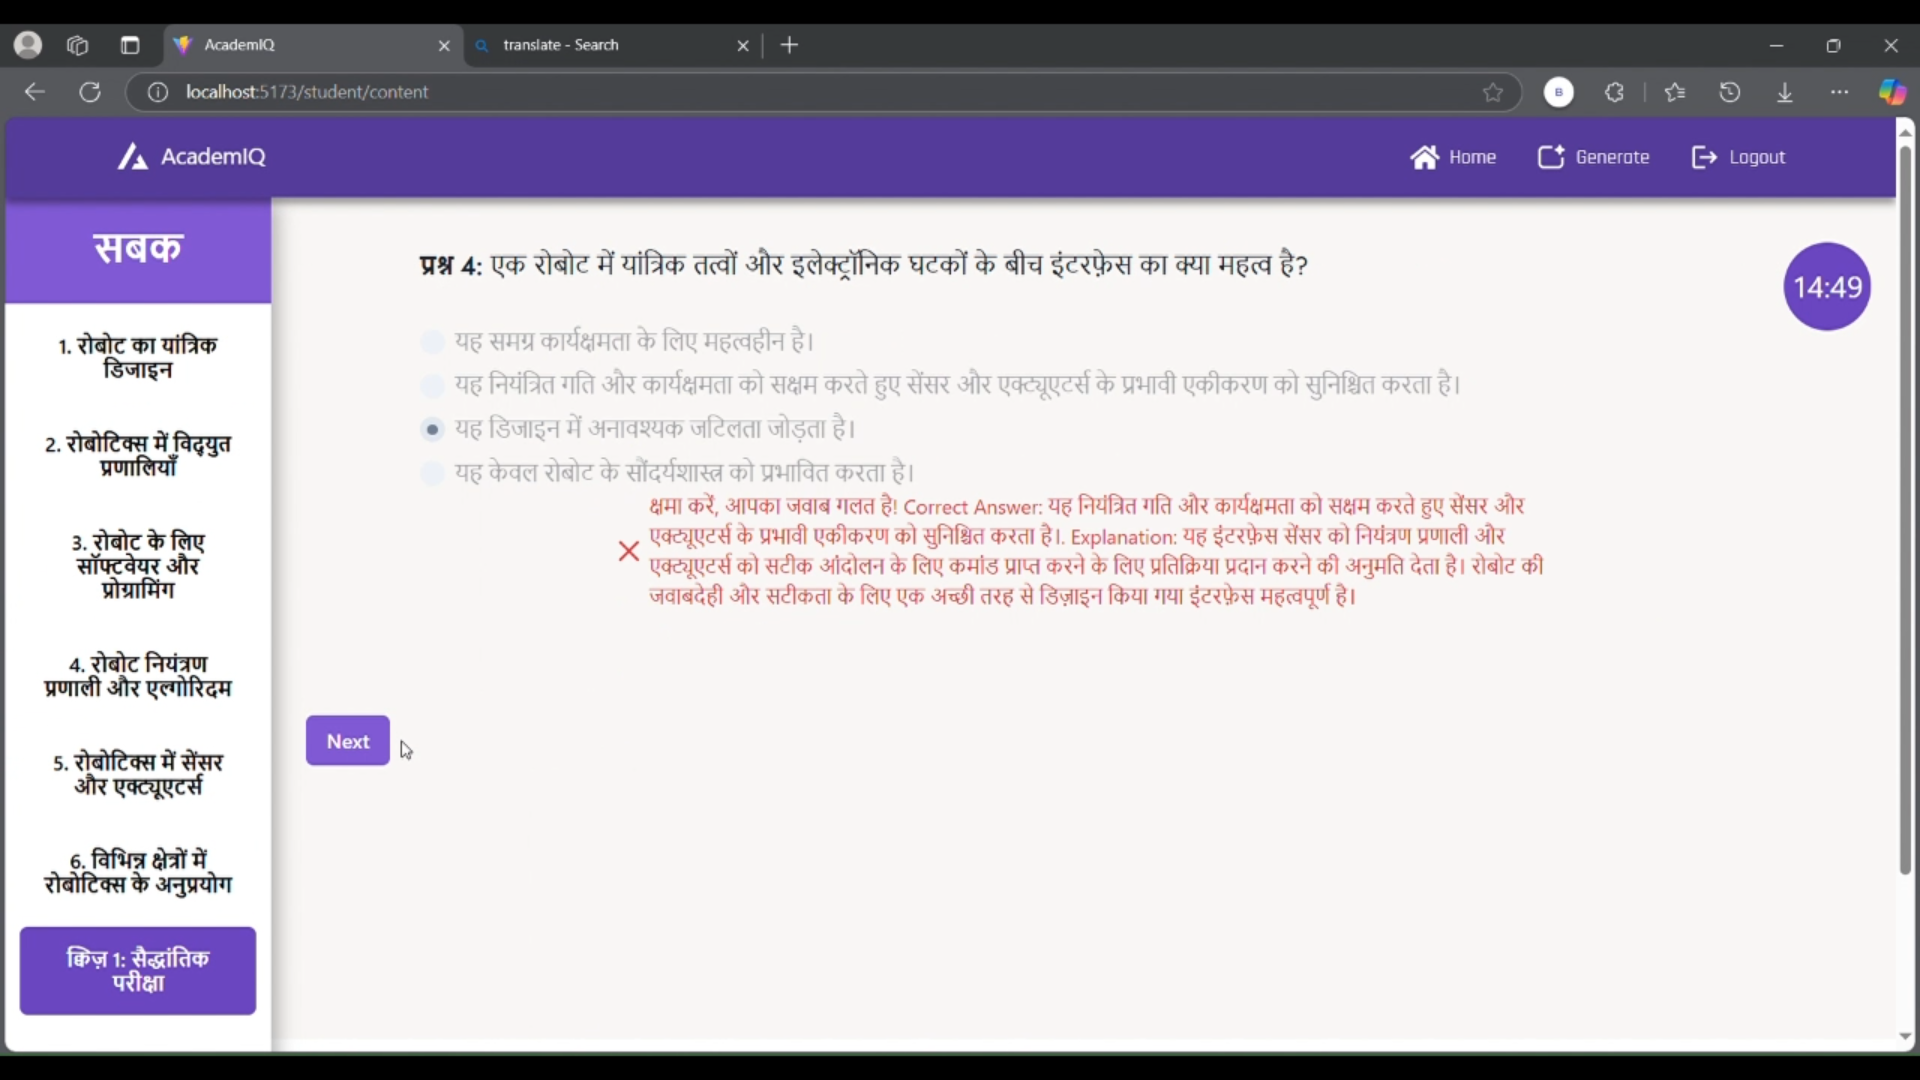 AcademIQ
translate - Search
localhost:5173/student/content
B
AcademIQ
Home
Generate
Logout
सबक
1. रोबोट का यांत्रिक
डिजाइन
2. रोबोटिक्स में विद्युत
प्रणालियाँ
3. रोबोट के लिए
सॉफ्टवेयर और
प्रोग्रामिंग
4. रोबोट नियंत्रण
प्रणाली और एल्गोरिदम
5. रोबोटिक्स में सेंसर
और एक्ट्यूएटर्स
6. विभिन्न क्षेत्रों में
रोबोटिक्स के अनुप्रयोग
क्विज़ 1: सैद्धांतिक
परीक्षा
प्रश्न 4: एक रोबोट में यांत्रिक तत्वों और इलेक्ट्रॉनिक घटकों के बीच इंटरफ़ेस का क्या महत्व है?
14:49
यह समग्र कार्यक्षमता के लिए महत्वहीन है।
यह नियंत्रित गति और कार्यक्षमता को सक्षम करते हुए सेंसर और एक्ट्यूएटर्स के प्रभावी एकीकरण को सुनिश्चित करता है।
यह डिजाइन में अनावश्यक जटिलता जोड़ता है।
यह केवल रोबोट के सौंदर्यशास्त्र को प्रभावित करता है।
क्षमा करें, आपका जवाब गलत है! Correct Answer: यह नियंत्रित गति और कार्यक्षमता को सक्षम करते हुए सेंसर और
एक्ट्यूएटर्स के प्रभावी एकीकरण को सुनिश्चित करता है।. Explanation: यह इंटरफ़ेस सेंसर को नियंत्रण प्रणाली और
एक्ट्यूएटर्स को सटीक आंदोलन के लिए कमांड प्राप्त करने के लिए प्रतिक्रिया प्रदान करने की अनुमति देता है। रोबोट की
जवाबदेही और सटीकता के लिए एक अच्छी तरह से डिज़ाइन किया गया इंटरफ़ेस महत्वपूर्ण है।
Next